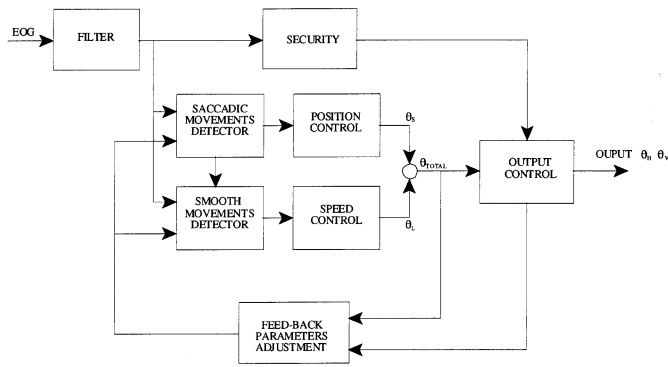 EOG
FILTER
SECURITY
SACCADIC
MOVEMENTS
DETECTOR
POSITION
CONTROL
θS
θTOTAL
OUTPUT
CONTROL
OUPUT θH θV
SMOOTH
MOVEMENTS
DETECTOR
SPEED
CONTROL
θL
FEED-BACK
PARAMETERS
ADJUSTMENT